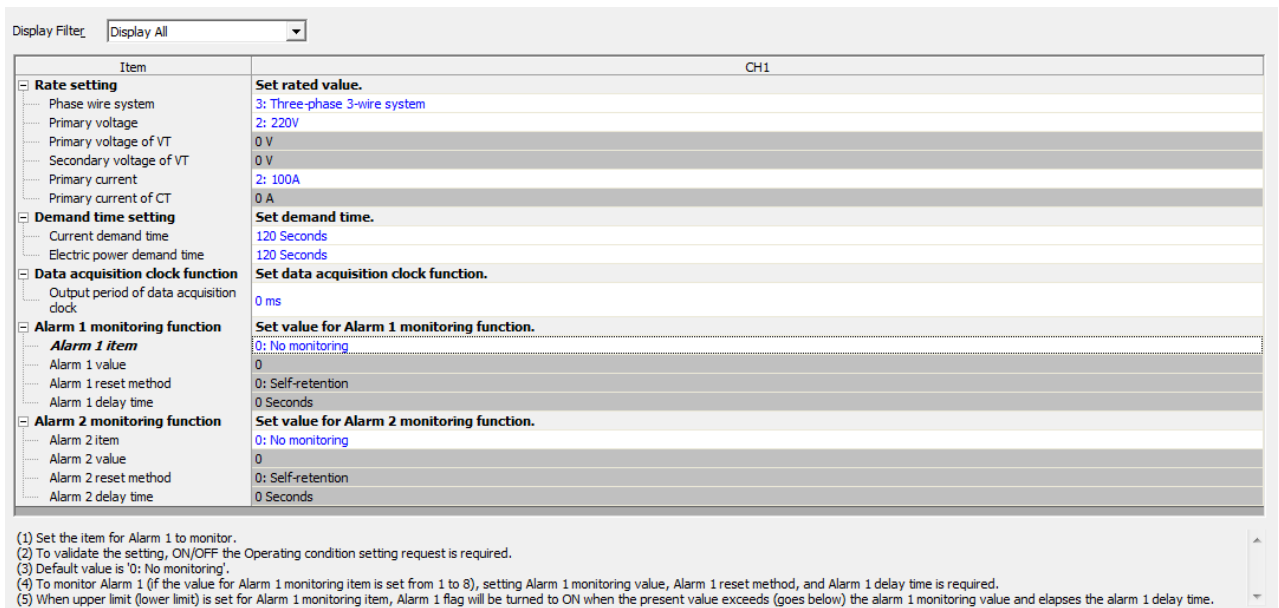 Display Filter Display All
Item CH1
Rate setting Set rated value.
Phase wire system 3: Three-phase 3-wire system
Primary voltage 2: 220V
Primary voltage of VT 0 V
Secondary voltage of VT 0 V
Primary current 2: 100A
Primary current of CT 0 A
Demand time setting Set demand time.
Current demand time 120 Seconds
Electric power demand time 120 Seconds
Data acquisition clock function Set data acquisition clock function.
Output period of data acquisition
clock 0 ms
Alarm 1 monitoring function Set value for Alarm 1 monitoring function.
Alarm 1 item 0: No monitoring
Alarm 1 value 0
Alarm 1 reset method 0: Self-retention
Alarm 1 delay time 0 Seconds
Alarm 2 monitoring function Set value for Alarm 2 monitoring function.
Alarm 2 item 0: No monitoring
Alarm 2 value 0
Alarm 2 reset method 0: Self-retention
Alarm 2 delay time 0 Seconds
(1) Set the item for Alarm 1 to monitor.
(2) To validate the setting, ON/OFF the Operating condition setting request is required.
(3) Default value is '0: No monitoring'.
(4) To monitor Alarm 1 (if the value for Alarm 1 monitoring item is set from 1 to 8), setting Alarm 1 monitoring value, Alarm 1 reset method, and Alarm 1 delay time is required.
(5) When upper limit (lower limit) is set for Alarm 1 monitoring item, Alarm 1 flag will be turned to ON when the present value exceeds (goes below) the alarm 1 monitoring value and elapses the alarm 1 delay time.